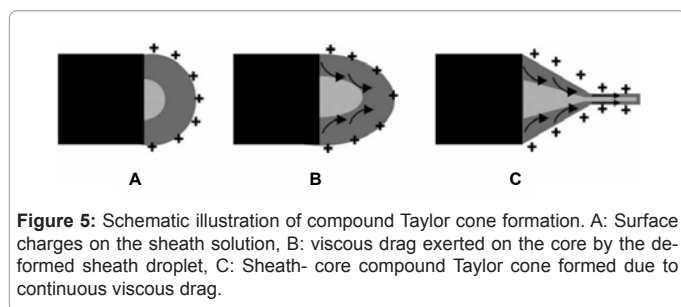 A B C
Figure 5: Schematic illustration of compound Taylor cone formation. A: Surface
charges on the sheath solution, B: viscous drag exerted on the core by the de-
formed sheath droplet, C: Sheath- core compound Taylor cone formed due to
continuous viscous drag.